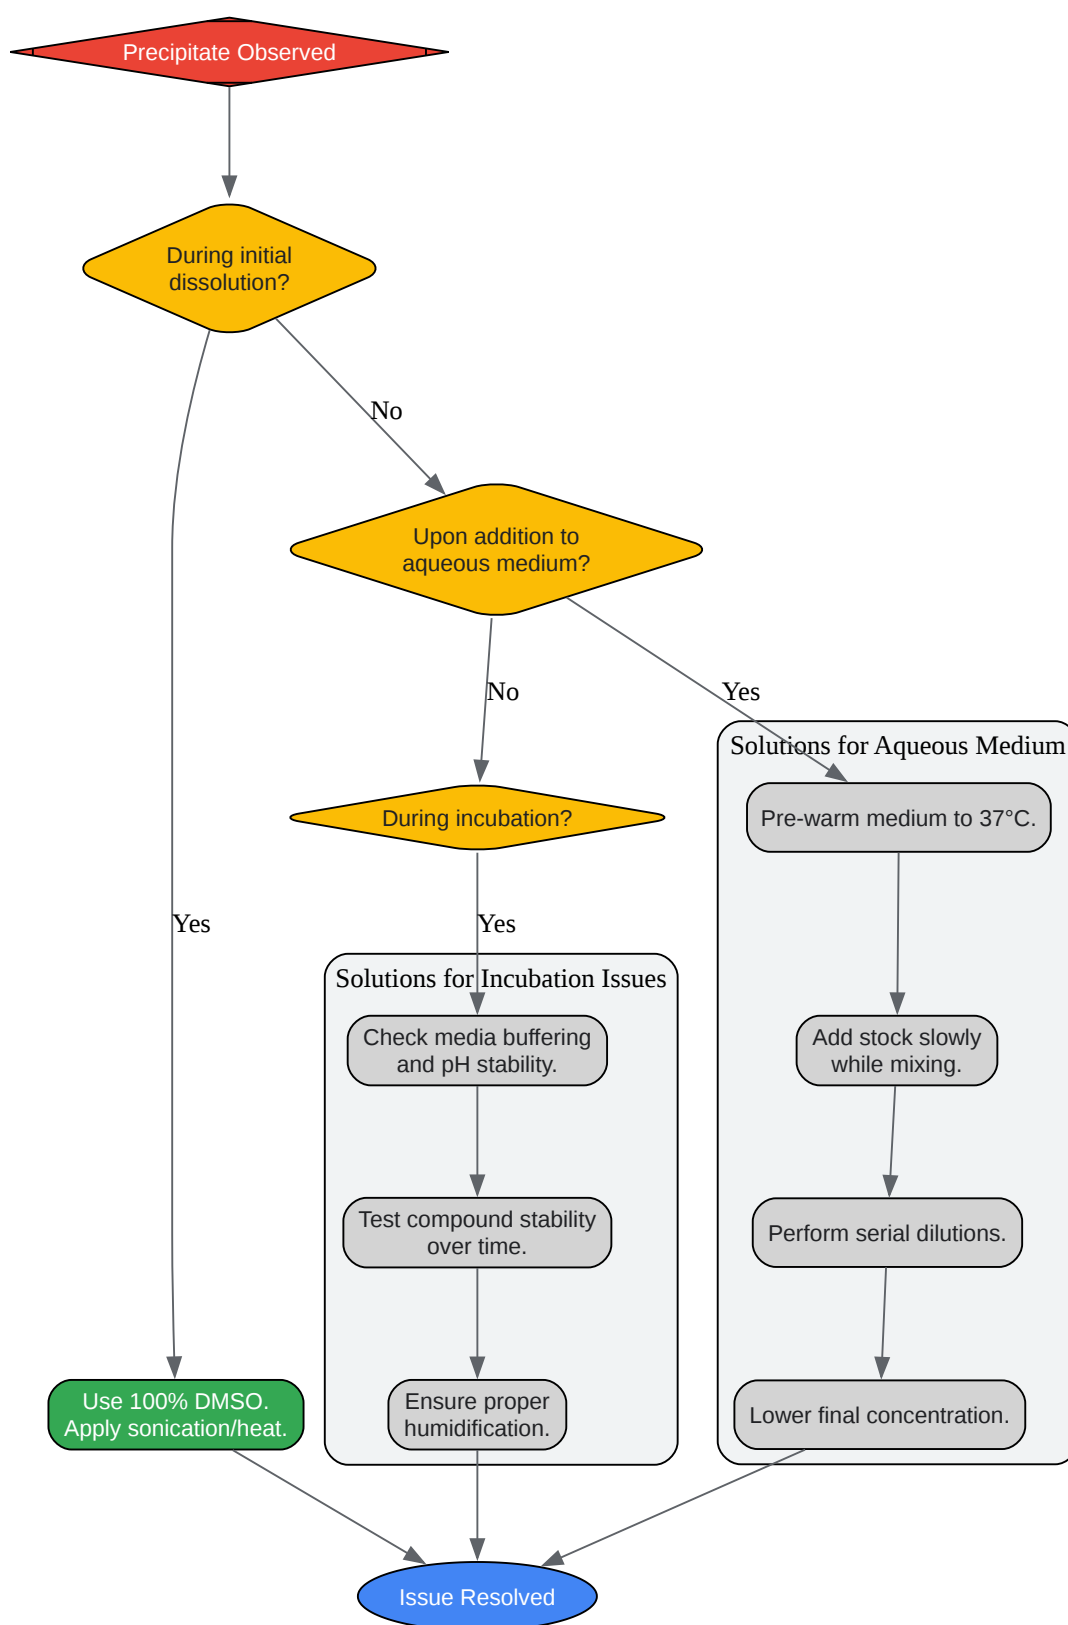 Precipitate Observed
During initial
dissolution?
No
Upon addition to
aqueous medium?
No
Yes
Solutions for Aqueous Medium
During incubation?
Pre-warm medium to 37°C.
Yes
Yes
Solutions for Incubation Issues
Check media buffering
and pH stability.
Add stock slowly
while mixing.
Test compound stability
over time.
Perform serial dilutions.
Use 100% DMSO.
Apply sonication/heat.
Ensure proper
humidification.
Lower final concentration.
Issue Resolved